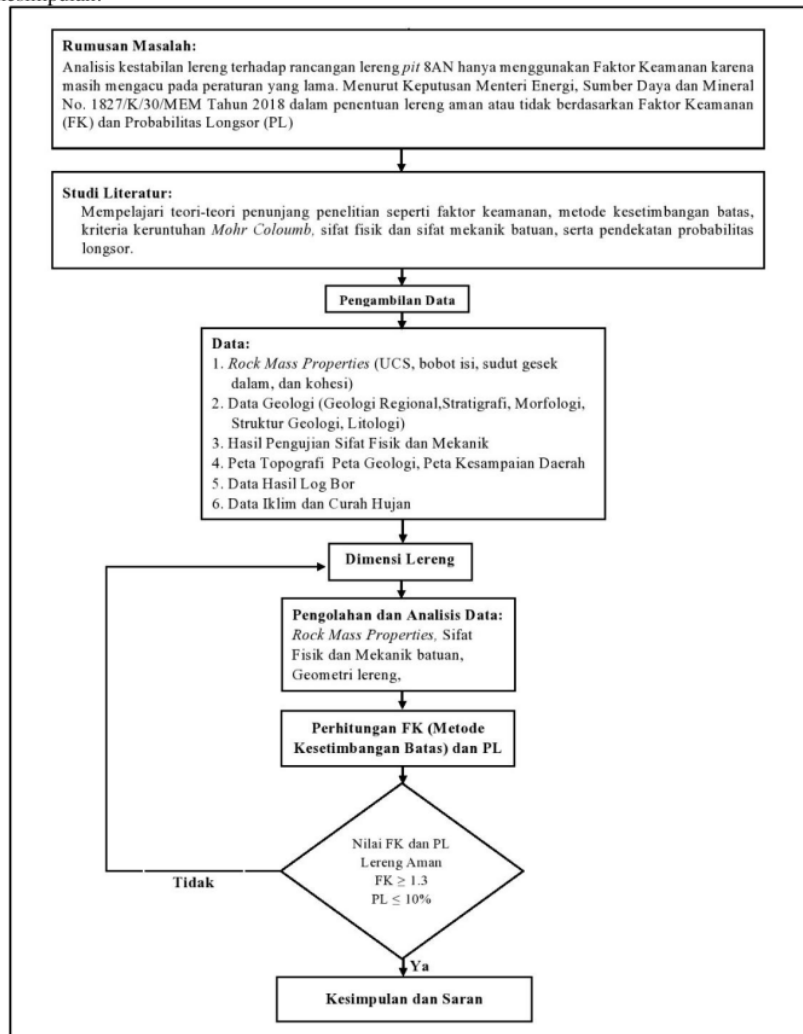 Rumusan Masalah:
Analisis kestabilan lereng terhadap rancangan lereng pit 8AN hanya menggunakan Faktor Keamanan karena
masih mengacu pada peraturan yang lama. Menurut Keputusan Menteri Energi, Sumber Daya dan Mineral
No. 1827/K/30/MEM Tahun 2018 dalam penentuan lereng aman atau tidak berdasarkan Faktor Keamanan
(FK) dan Probabilitas Longsor (PL)
Studi Literatur:
Mempelajari teori-teori penunjang penelitian seperti faktor keamanan, metode kesetimbangan batas,
kriteria keruntuhan Mohr Coloumb, sifat fisik dan sifat mekanik batuan, serta pendekatan probabilitas
longsor.
Pengambilan Data
Data:
1. Rock Mass Properties (UCS, bobot isi, sudut gesek
dalam, dan kohesi)
2. Data Geologi (Geologi Regional,Stratigrafi, Morfologi,
Struktur Geologi, Litologi)
3. Hasil Pengujian Sifat Fisik dan Mekanik
4. Peta Topografi Peta Geologi, Peta Kesampaian Daerah
5. Data Hasil Log Bor
6. Data Iklim dan Curah Hujan
Dimensi Lereng
Pengolahan dan Analisis Data:
Rock Mass Properties, Sifat
Fisik dan Mekanik batuan,
Geometri lereng,
Perhitungan FK (Metode
Kesetimbangan Batas) dan PL
Nilai FK dan PL
Lereng Aman
FK ≥ 1.3
PL ≤ 10%
Tidak
Ya
Kesimpulan dan Saran